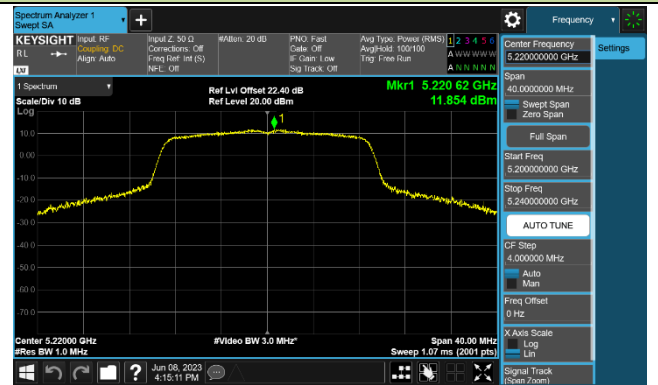 Spectrum Analyzer 1
Swept SA
Frequency
KEYSIGHT
RL
LXI
Input: RF
Coupling: DC
Align: Auto
Input Z: 50 Ω
Corrections: Off
Freq Ref: Int (S)
NFE: Off
#Atten: 20 dB
PNO: Fast
Gate: Off
IF Gain: Low
Sig Track: Off
Avg Type: Power (RMS)
Avg|Hold: 100/100
Trig: Free Run
1 2 3 4 5 6
A W W W W W
A N N N N N
Center Frequency
5.220000000 GHz
Settings
Span
40.0000000 MHz
Swept Span
Zero Span
Full Span
Start Freq
5.200000000 GHz
Stop Freq
5.240000000 GHz
AUTO TUNE
CF Step
4.000000 MHz
Auto
Man
Freq Offset
0 Hz
X Axis Scale
Log
Lin
Signal Track
(Span Zoom)
1 Spectrum
Scale/Div 10 dB
Log
Ref Lvl Offset 22.40 dB
Ref Level 20.00 dBm
Mkr1 5.220 62 GHz
11.854 dBm
1
10.0
0.00
-10.0
-20.0
-30.0
-40.0
-50.0
-60.0
-70.0
Center 5.22000 GHz
#Res BW 1.0 MHz
#Video BW 3.0 MHz*
Span 40.00 MHz
Sweep 1.07 ms (2001 pts)
Jun 08, 2023
4:15:11 PM